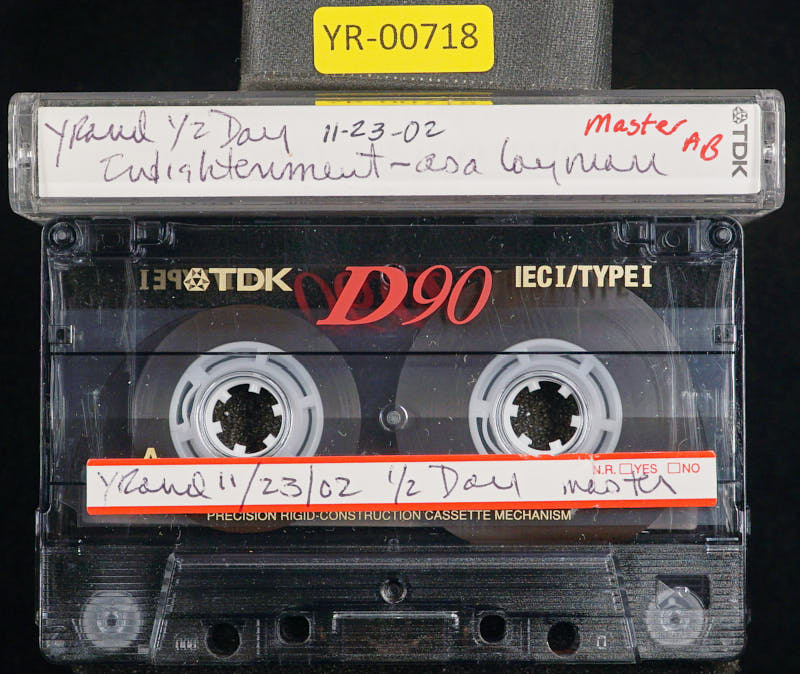 YR-00718
YRand 1/2 Day 11-23-02 Master AB
Enlightenment - as a layman
TDK
TDK D90 IECI/TYPE I
A
N.R. □YES □NO
YRand 11/23/02 1/2 Day master
PRECISION RIGID-CONSTRUCTION CASSETTE MECHANISM